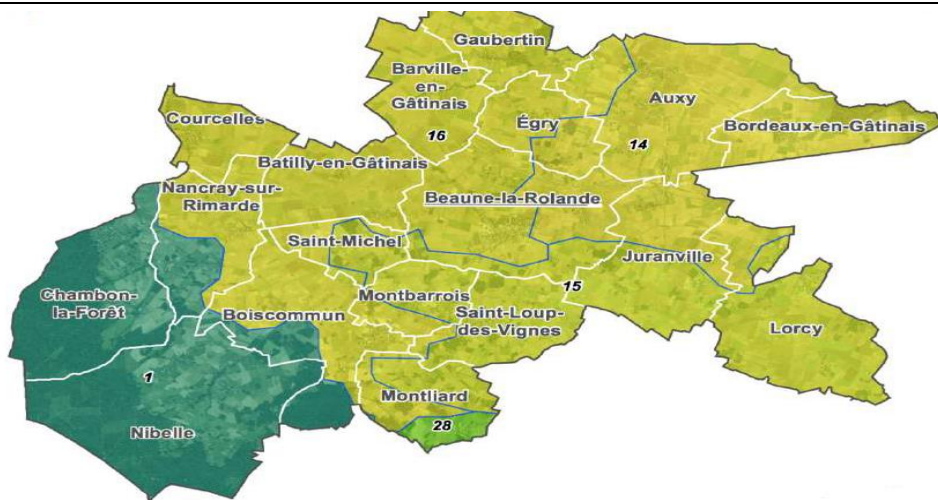 Gaubertin
Barville-
en-
Gâtinais
Auxy
16
Égry
14
Bordeaux-en-Gâtinais
Courcelles
Batilly-en-Gâtinais
Nancray-sur-
Rimarde
Beaune-la-Rolande
Saint-Michel
Juranville
Chambon-
la-Forêt
Boiscommun
Montbarrois
15
Saint-Loup-
des-Vignes
Lorcy
1
Montliard
28
Nibelle